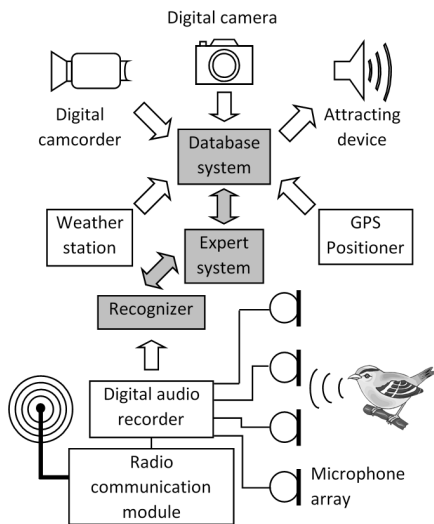 Digital camera
Digital
camcorder
Attracting
device
Database
system
Weather
station
GPS
Positioner
Expert
system
Recognizer
Digital audio
recorder
Radio
communication
module
Microphone
array